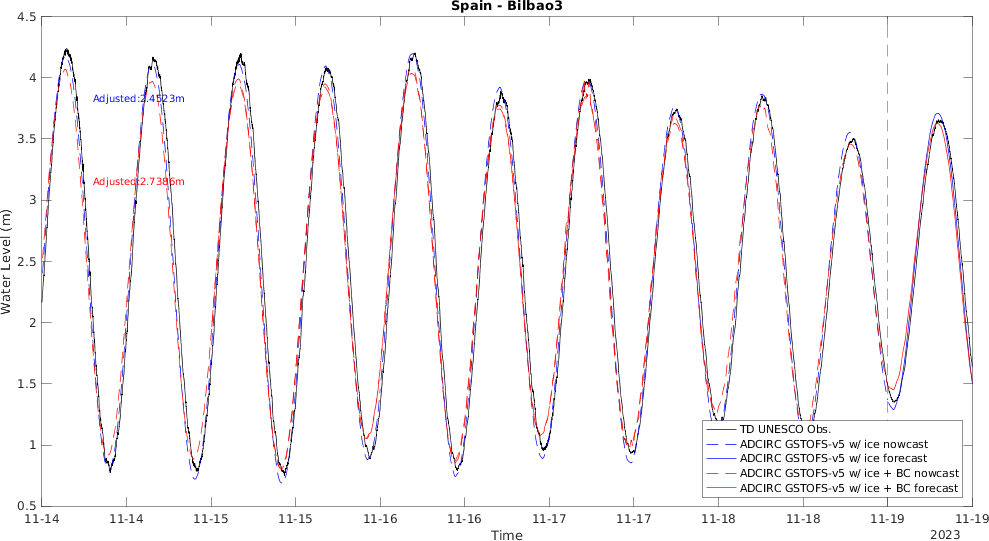 Spain - Bilbao3
4.5
4
3.5
3
2.5
2
1.5
1
0.5
Water Level (m)
Adjusted:2.4523m
Adjusted:2.7386m
TD UNESCO Obs.
ADCIRC GSTOFS-v5 w/ ice nowcast
ADCIRC GSTOFS-v5 w/ ice forecast
ADCIRC GSTOFS-v5 w/ ice + BC nowcast
ADCIRC GSTOFS-v5 w/ ice + BC forecast
11-14 11-14 11-15 11-15 11-16 11-16 11-17 11-17 11-18 11-18 11-19 11-19
Time
2023